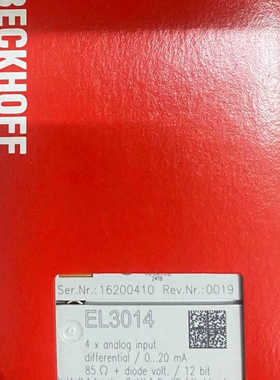 BECKHOFF
Ser.Nr.: 16200410 Rev.Nr.: 0019
EL3014
4 x analog input
differential / 0...20 mA
85 Ω + diode volt. / 12 bit